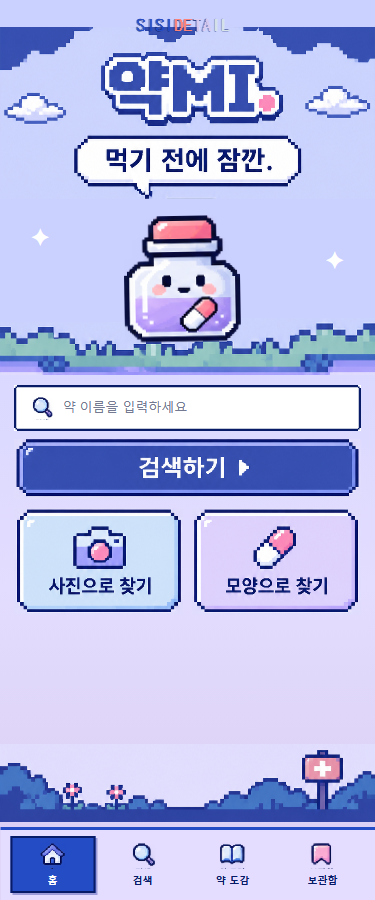 SISIDETAIL
약MI.
먹기 전에 잠깐.
약 이름을 입력하세요
검색하기
사진으로 찾기
모양으로 찾기
홈
검색
약 도감
보관함